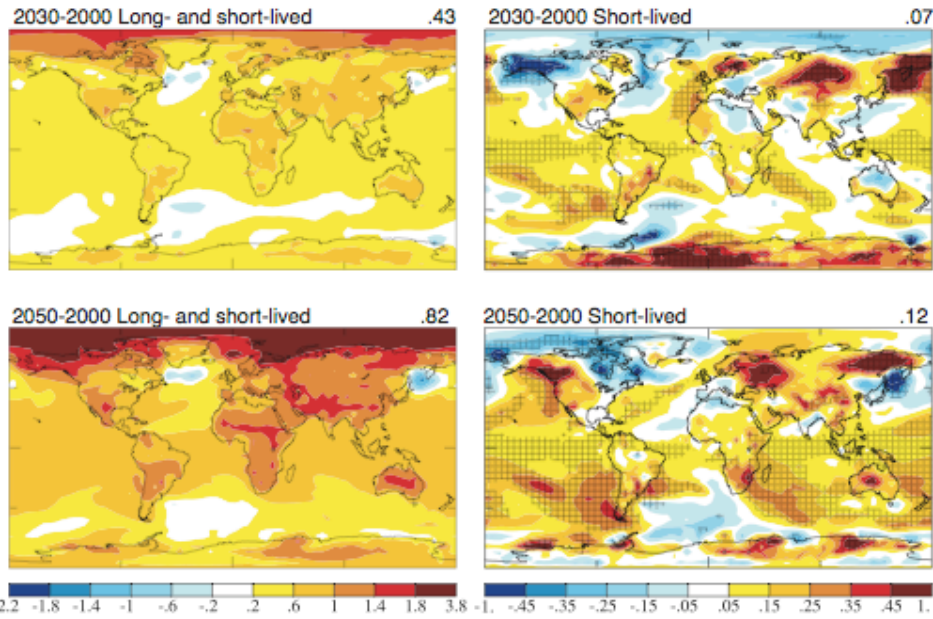 2030-2000 Long- and short-lived .43
2030-2000 Short-lived .07
2050-2000 Long- and short-lived .82
2050-2000 Short-lived .12
2.2 -1.8 -1.4 -1 -.6 -.2 .2 .6 1 1.4 1.8 3.8
-1. -.45 -.35 -.25 -.15 -.05 .05 .15 .25 .35 .45 1.